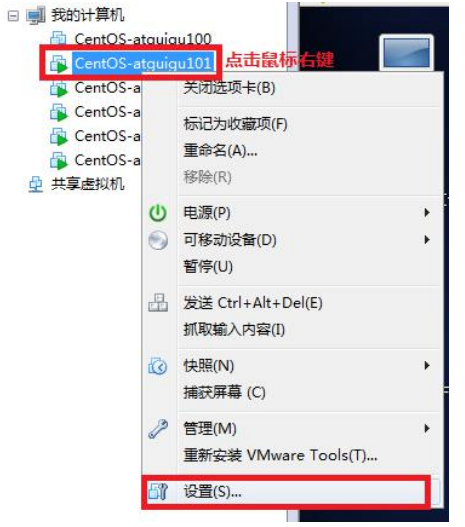 我的计算机
CentOS-atguigu100
CentOS-atguigu101 点击鼠标右键
CentOS-a
CentOS-a
CentOS-a
CentOS-a
共享虚拟机
关闭选项卡(B)
标记为收藏项(F)
重命名(A)...
移除(R)
电源(P)
可移动设备(D)
暂停(U)
发送 Ctrl+Alt+Del(E)
抓取输入内容(I)
快照(N)
捕获屏幕 (C)
管理(M)
重新安装 VMware Tools(T)...
设置(S)...